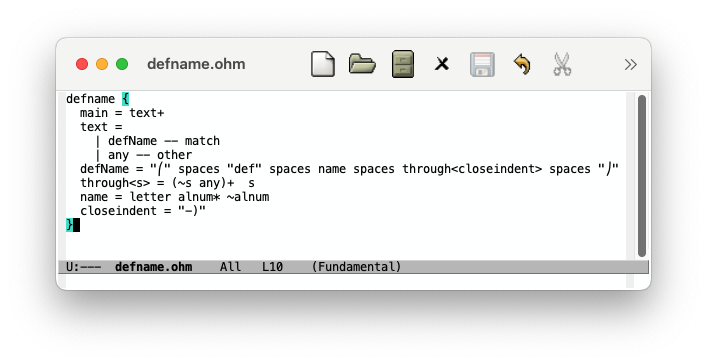 defname.ohm
defname {
  main = text+
  text =
    | defName -- match
    | any -- other
  defName = "⎛" spaces "def" spaces name spaces through<closeindent> spaces "⎠"
  through<s> = (~s any)+  s
  name = letter alnum* ~alnum
  closeindent = "-)"
}
U:---  defname.ohm    All   L10    (Fundamental)